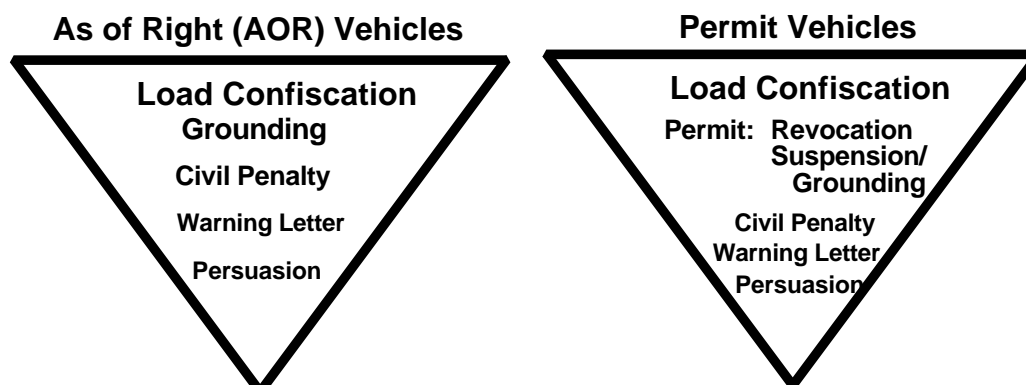 As of Right (AOR) Vehicles
Load Confiscation
Grounding
Civil Penalty
Warning Letter
Persuasion
Permit Vehicles
Load Confiscation
Permit: Revocation
Suspension/
Grounding
Civil Penalty
Warning Letter
Persuasion